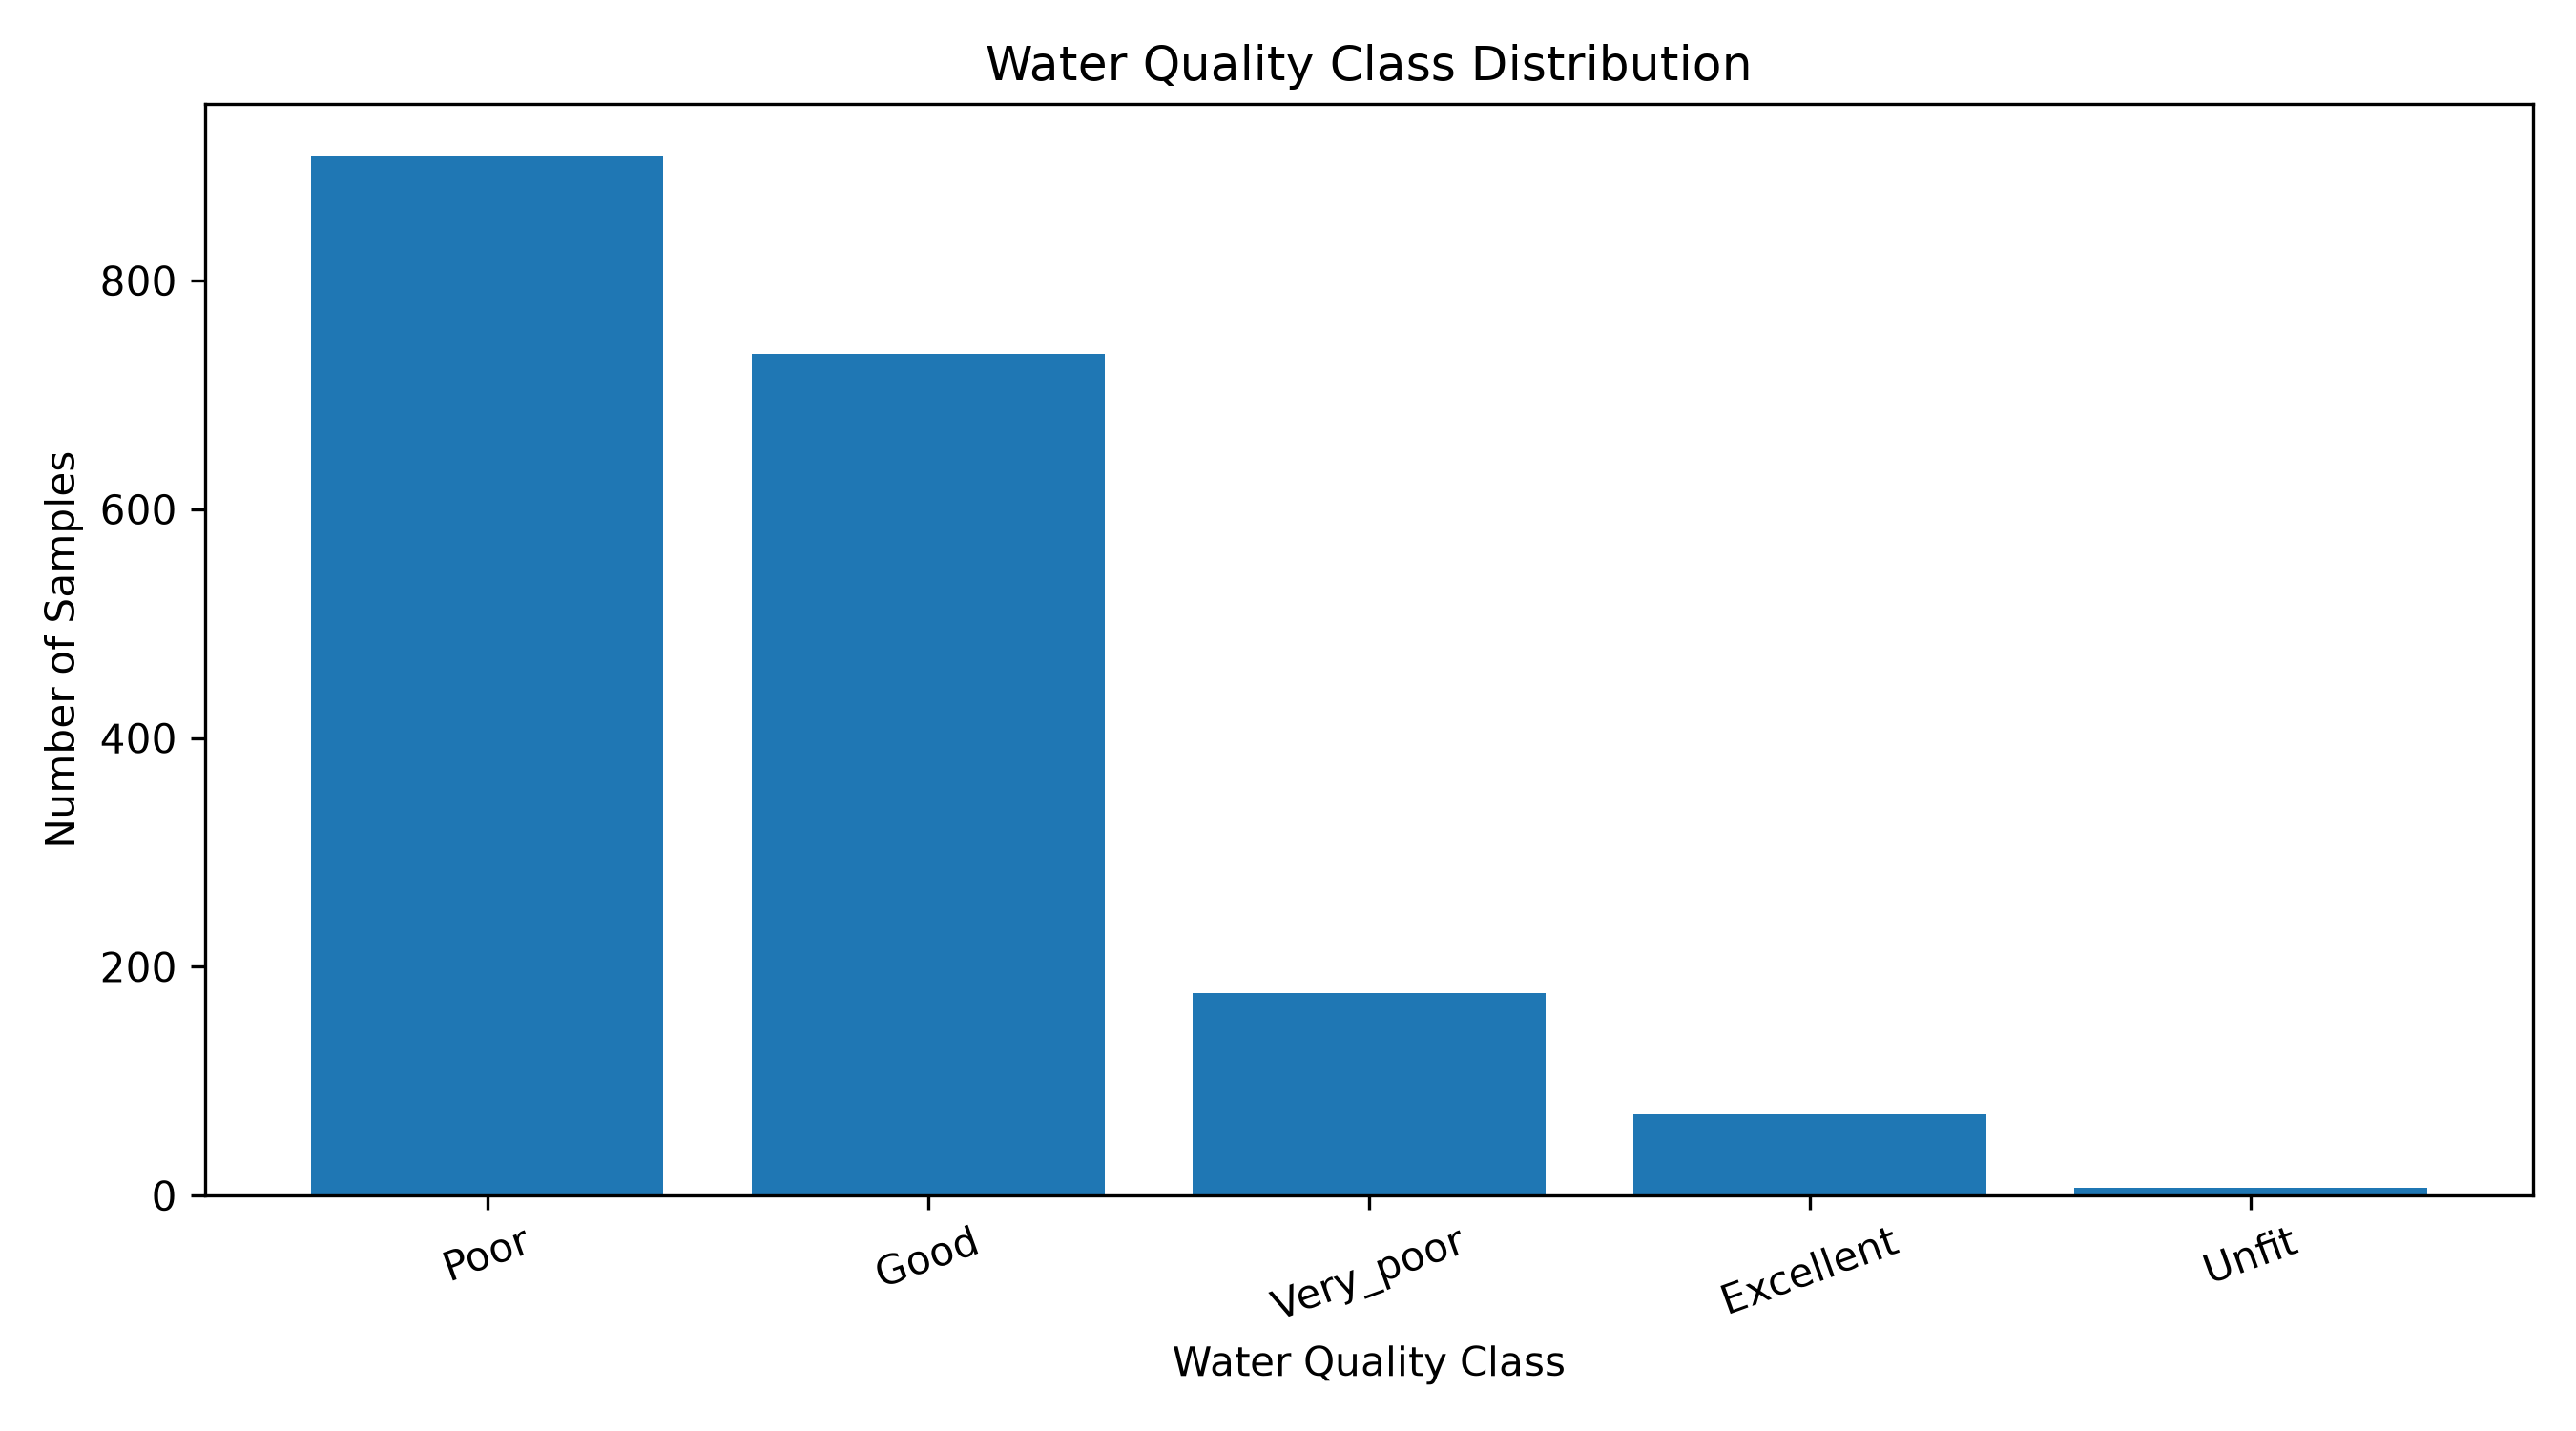 Water Quality Class Distribution
Number of Samples
800
600
400
200
0
Poor
Good
Very_poor
Excellent
Unfit
Water Quality Class